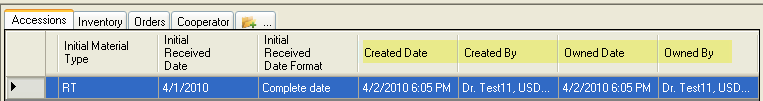 Accessions Inventory Orders Cooperator ...
Initial Material Type Initial Received Date Initial Received Date Format Created Date Created By Owned Date Owned By
RT 4/1/2010 Complete date 4/2/2010 6:05 PM Dr. Test11, USD... 4/2/2010 6:05 PM Dr. Test11, USD...